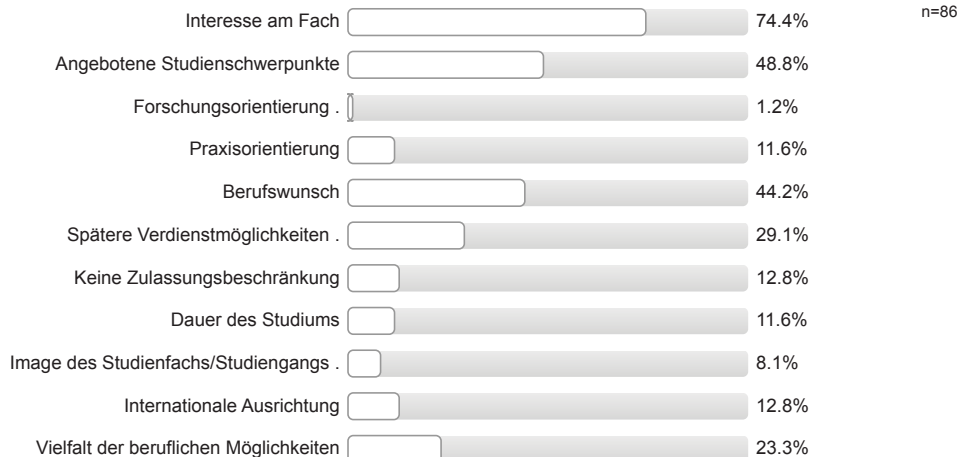 Interesse am Fach 74.4% n=86
Angebotene Studienschwerpunkte 48.8%
Forschungsorientierung . 1.2%
Praxisorientierung 11.6%
Berufswunsch 44.2%
Spätere Verdienstmöglichkeiten . 29.1%
Keine Zulassungsbeschränkung 12.8%
Dauer des Studiums 11.6%
Image des Studienfachs/Studiengangs . 8.1%
Internationale Ausrichtung 12.8%
Vielfalt der beruflichen Möglichkeiten 23.3%